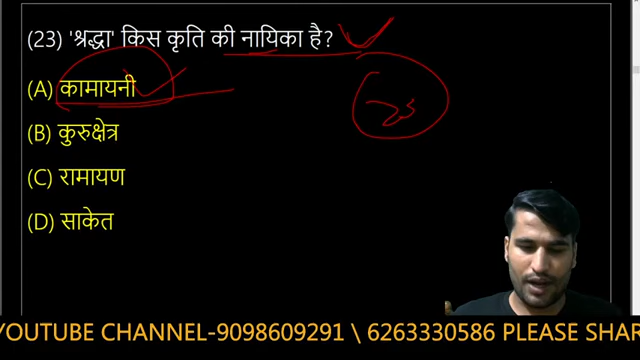 (23) 'श्रद्धा' किस कृति की नायिका है?
(A) कामायनी
(B) कुरुक्षेत्र
(C) रामायण
(D) साकेत
YOUTUBE CHANNEL-9098609291 \ 6263330586 PLEASE SHAR